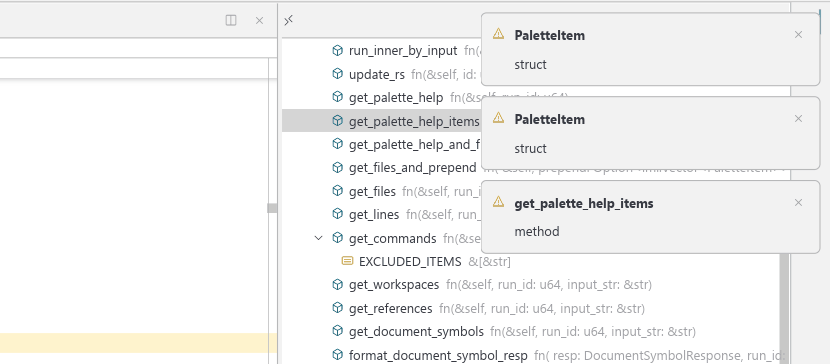 run_inner_by_input fn(&
update_rs fn(&self, id:
get_palette_help fn(&self, run_id: u64)
get_palette_help_items
get_palette_help_and_f
get_files_and_prepend fn( &self, prepend: Option
get_files fn(&self, run_i
get_lines fn(&self, run_
get_commands fn(&se
EXCLUDED_ITEMS &[&str]
get_workspaces fn(&self, run_id: u64, input_str: &str)
get_references fn(&self, run_id: u64, input_str: &str)
get_document_symbols fn(&self, run_id: u64, input_str: &str)
format_document_symbol_resp fn( resp: DocumentSymbolResponse, run_id:
PaletteItem
struct
PaletteItem
struct
get_palette_help_items
method